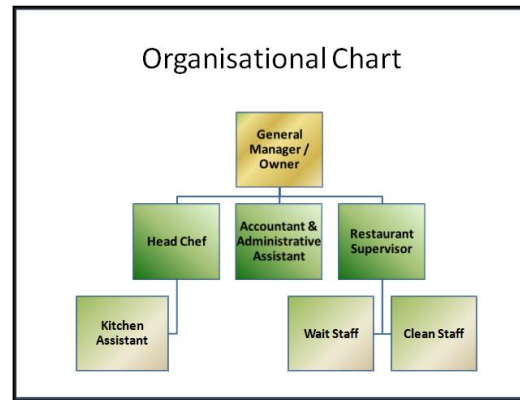 Organisational Chart
General
Manager /
Owner
Head Chef
Accountant &
Administrative
Assistant
Restaurant
Supervisor
Kitchen
Assistant
Wait Staff
Clean Staff